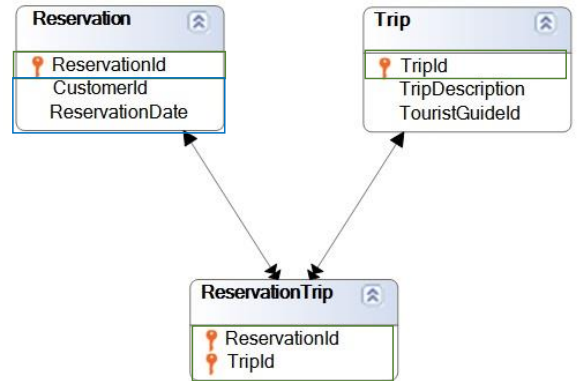 Reservation
ReservationId
CustomerId
ReservationDate
Trip
TripId
TripDescription
TouristGuideId
ReservationTrip
ReservationId
TripId